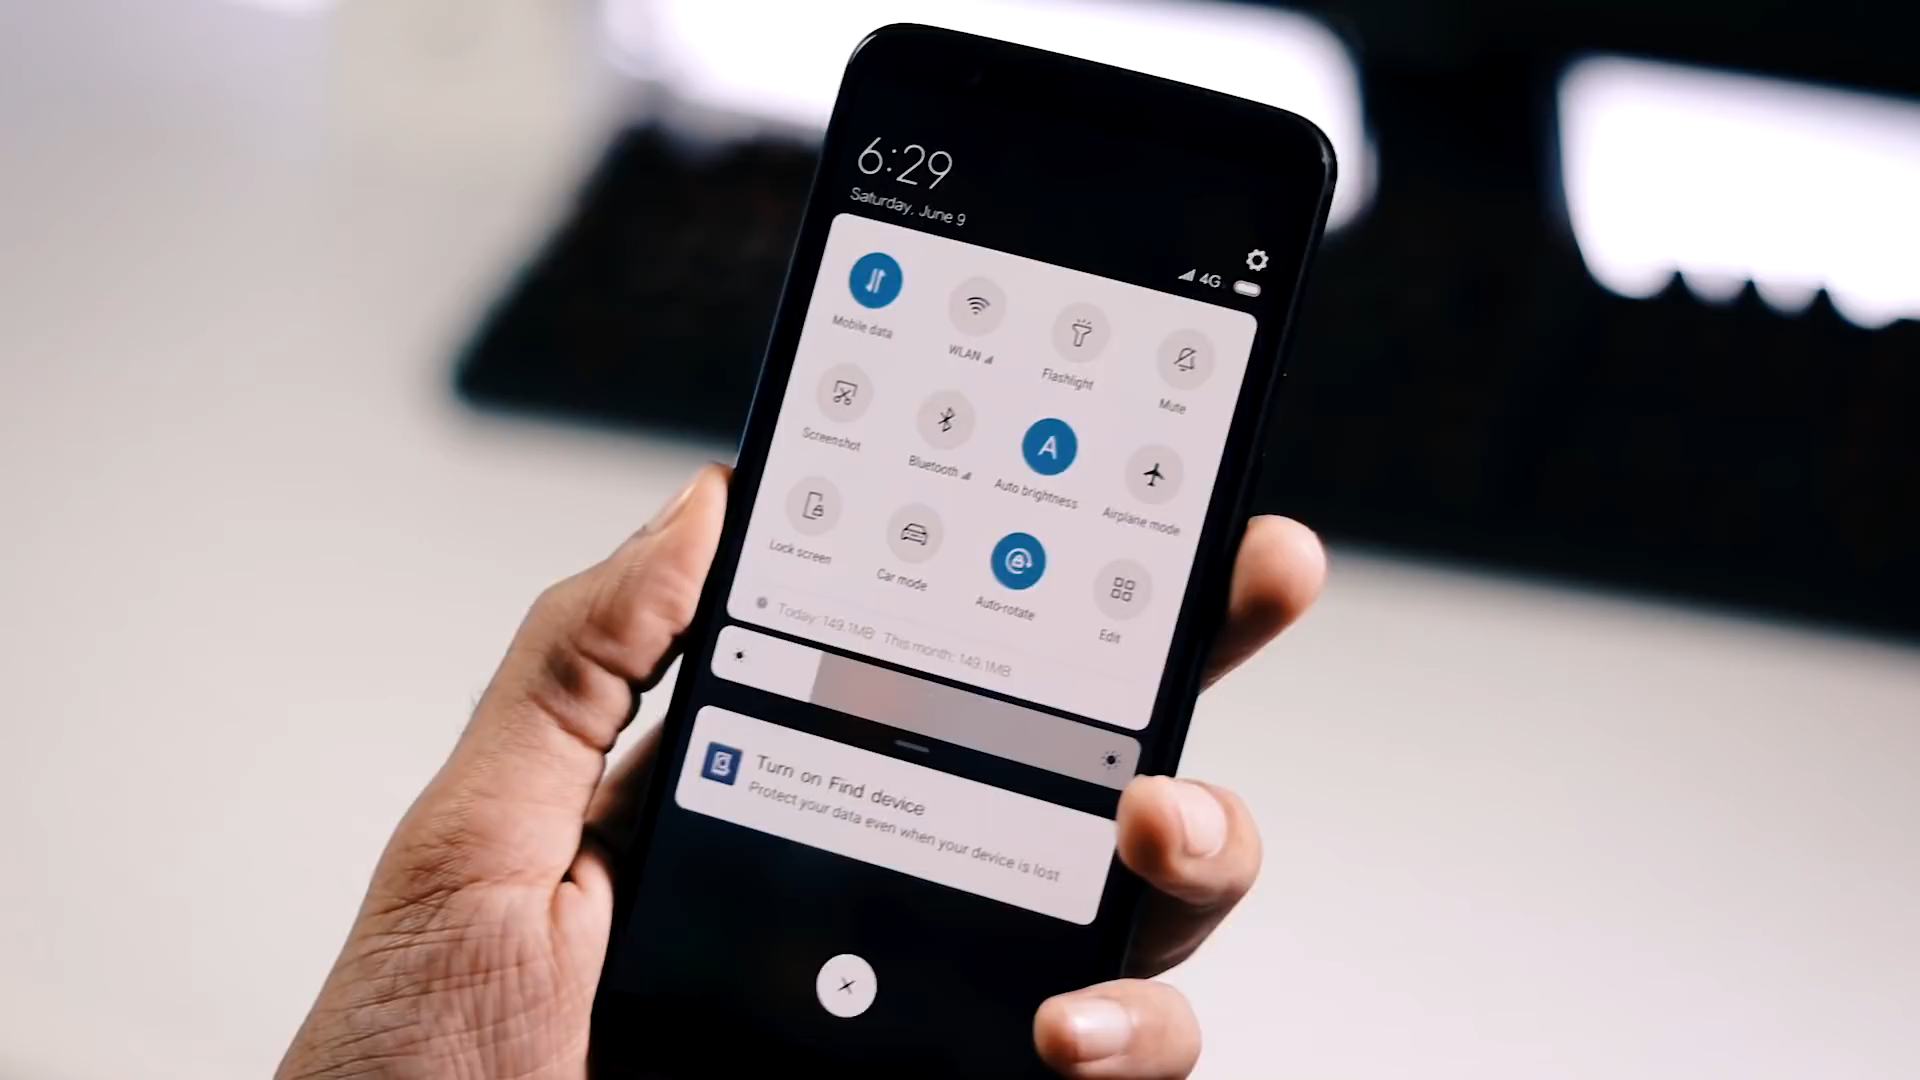 6:29
Saturday, June 9
4G
Mobile data
WLAN
Flashlight
Mute
Screenshot
Bluetooth
A
Auto brightness
Airplane mode
Lock screen
Car mode
Auto-rotate
Edit
Today: 149.1MB This month: 149.1MB
Turn on Find device
Protect your data even when your device is lost